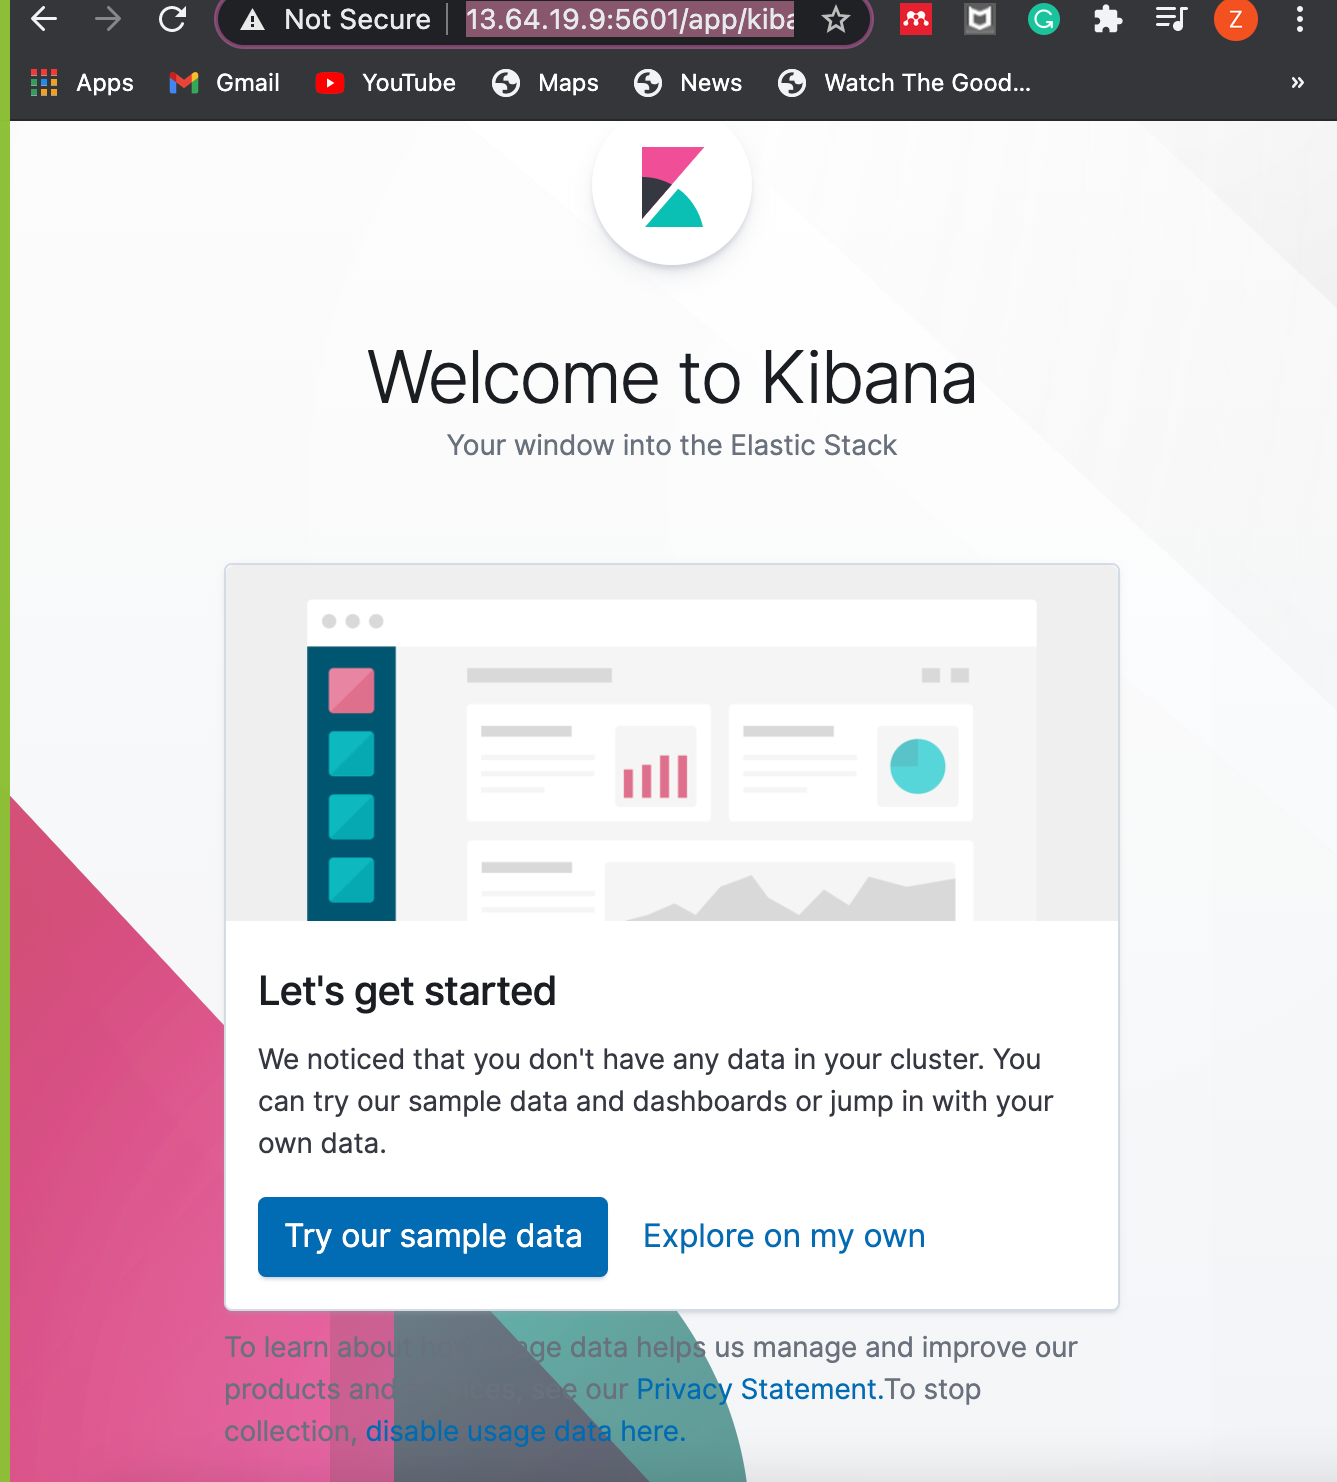 Not Secure | 13.64.19.9:5601/app/kiba
Z
Apps Gmail YouTube Maps News Watch The Good... »
Welcome to Kibana
Your window into the Elastic Stack
Let's get started
We noticed that you don't have any data in your cluster. You
can try our sample data and dashboards or jump in with your
own data.
Try our sample data Explore on my own
To learn about how usage data helps us manage and improve our
products and services, see our Privacy Statement.To stop
collection, disable usage data here.